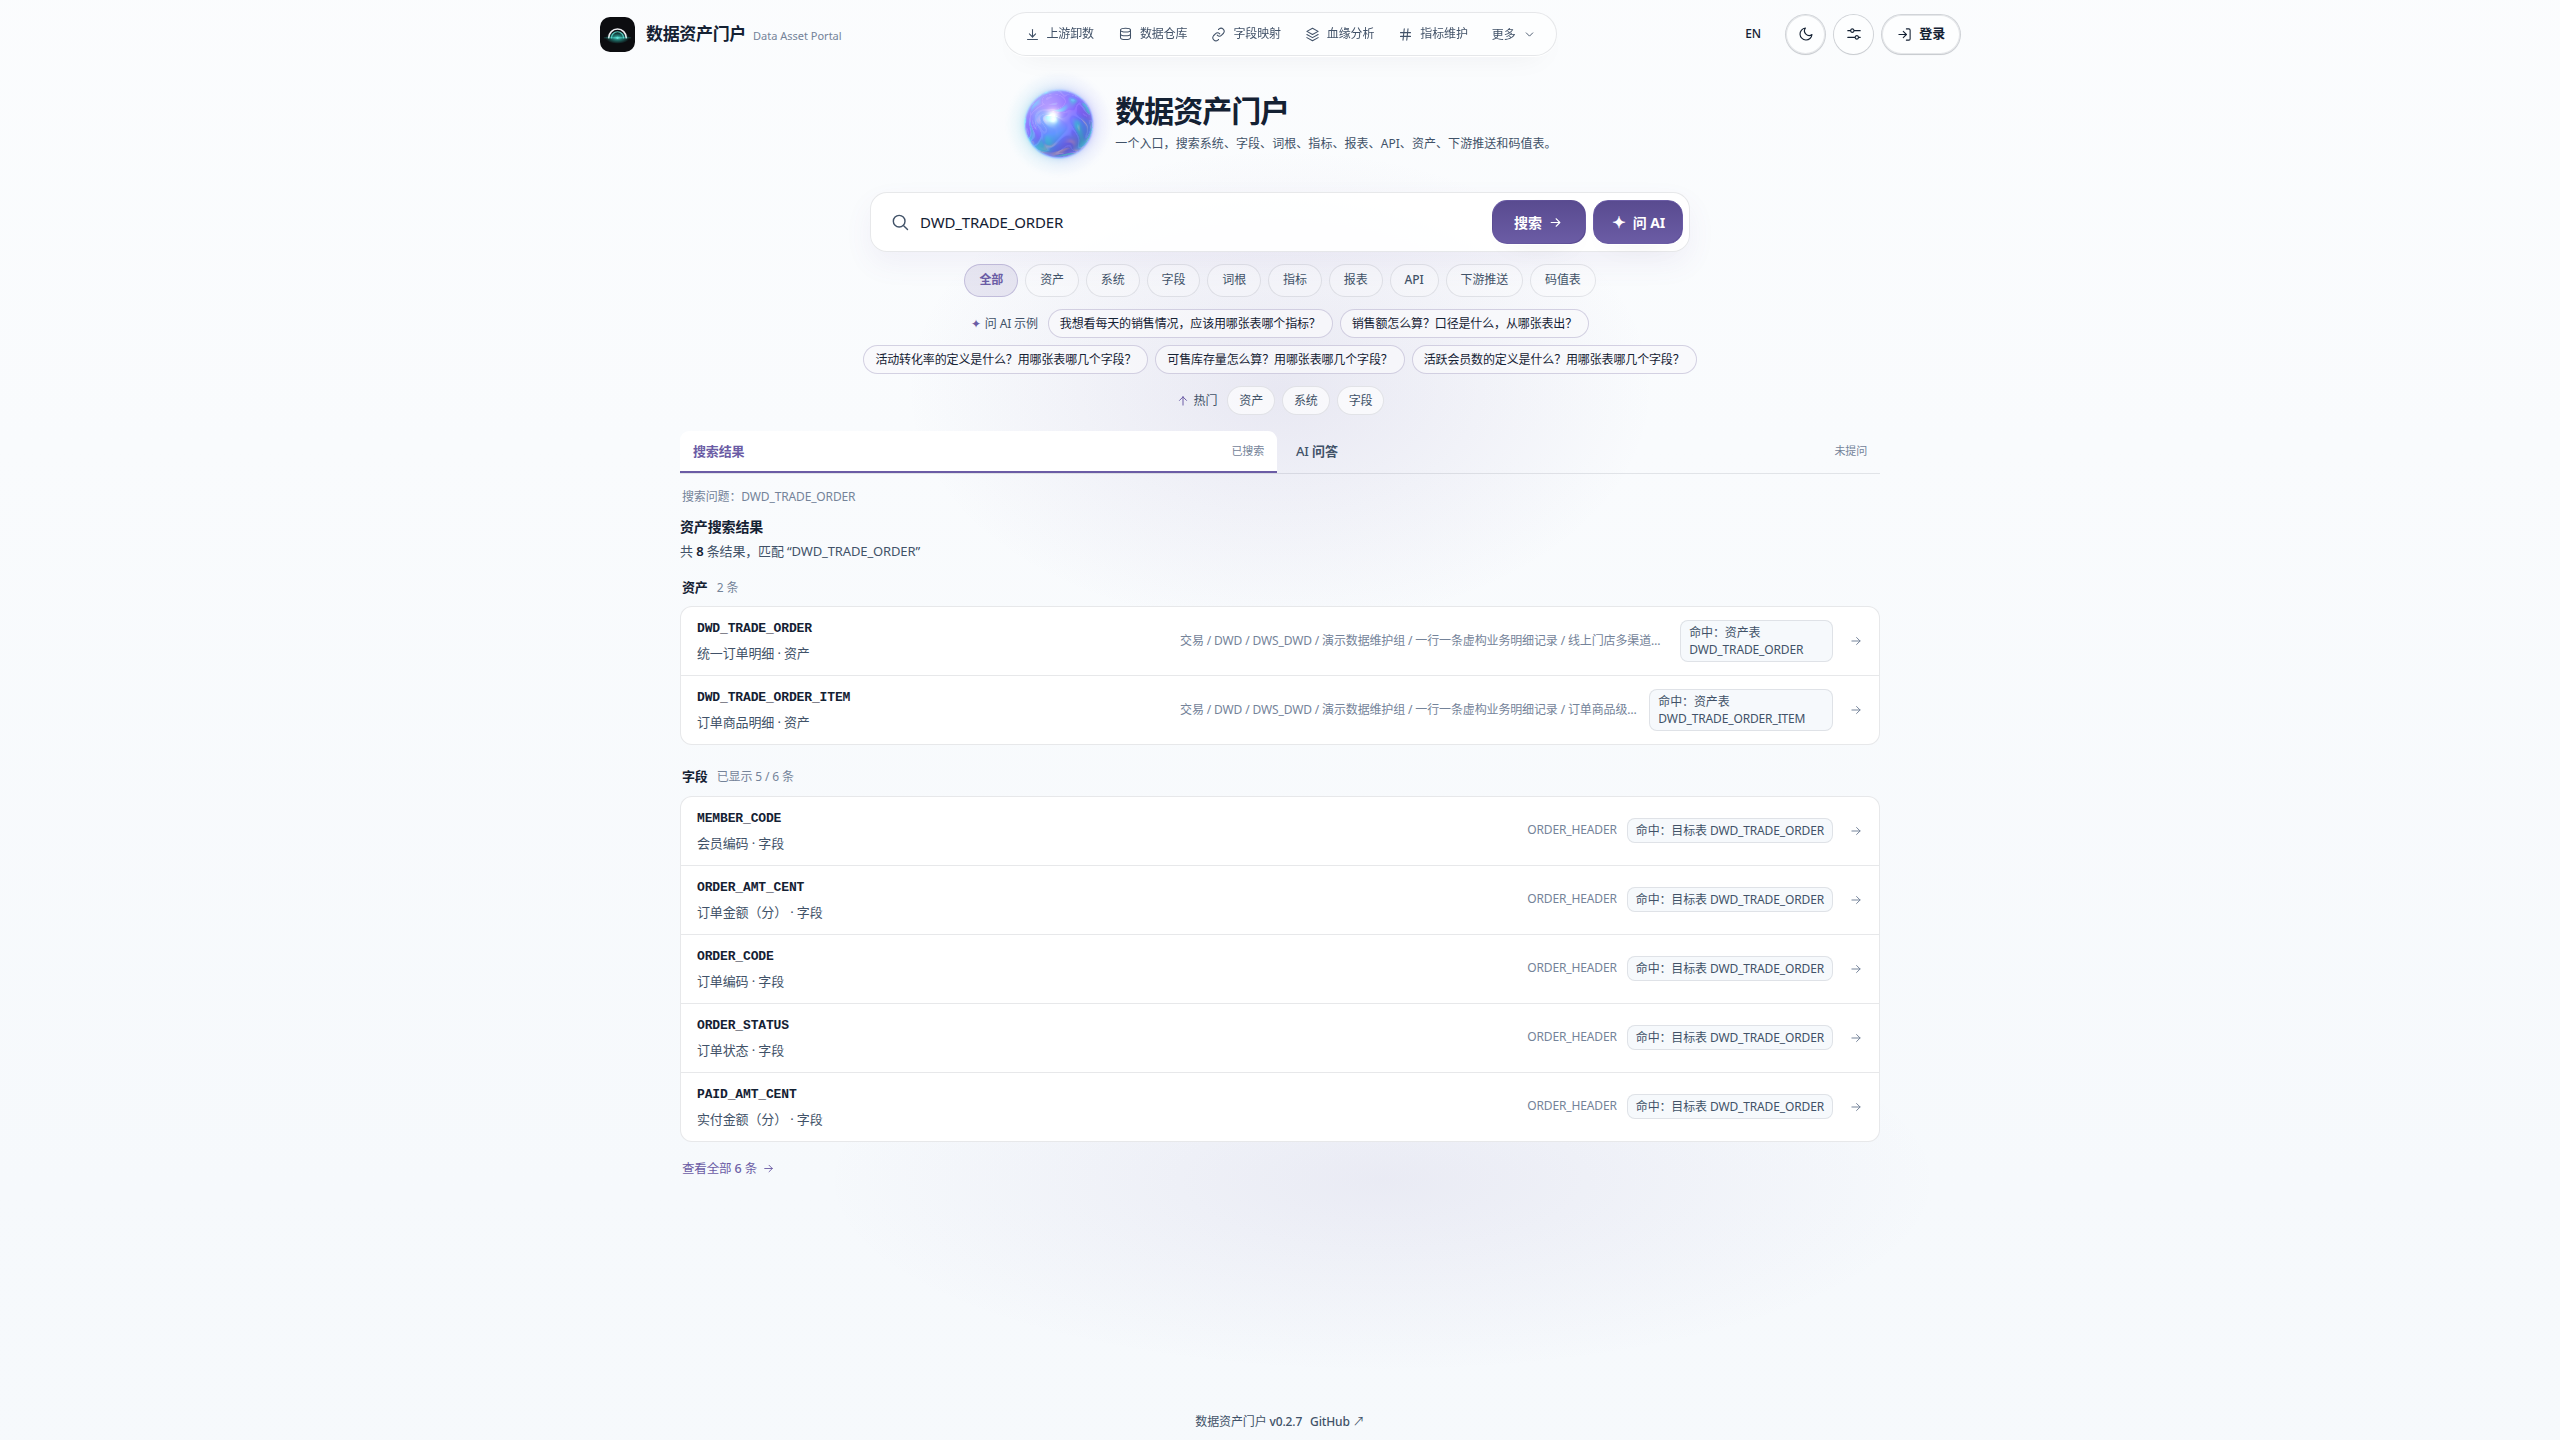 数据资产门户 Data Asset Portal
上游卸数 数据仓库 字段映射 血缘分析 指标维护 更多
EN 登录
数据资产门户
一个入口，搜索系统、字段、词根、指标、报表、API、资产、下游推送和码值表。
DWD_TRADE_ORDER 搜索 → 问 AI
全部 资产 系统 字段 词根 指标 报表 API 下游推送 码值表
问 AI 示例 我想看每天的销售情况，应该用哪张表哪个指标？ 销售额怎么算？口径是什么，从哪张表出？
活动转化率的定义是什么？用哪张表哪几个字段？ 可售库存量怎么算？用哪张表哪几个字段？ 活跃会员数的定义是什么？用哪张表哪几个字段？
热门 资产 系统 字段
搜索结果 已搜索 AI 问答 未提问
搜索问题：DWD_TRADE_ORDER
资产搜索结果
共 8 条结果，匹配 “DWD_TRADE_ORDER”
资产 2 条
DWD_TRADE_ORDER
统一订单明细 · 资产
交易 / DWD / DWS_DWD / 演示数据维护组 / 一行一条虚构业务明细记录 / 线上门店多渠道...
命中：资产表
DWD_TRADE_ORDER
DWD_TRADE_ORDER_ITEM
订单商品明细 · 资产
交易 / DWD / DWS_DWD / 演示数据维护组 / 一行一条虚构业务明细记录 / 订单商品级...
命中：资产表
DWD_TRADE_ORDER_ITEM
字段 已显示 5 / 6 条
MEMBER_CODE
会员编码 · 字段
ORDER_HEADER 命中：目标表 DWD_TRADE_ORDER
ORDER_AMT_CENT
订单金额（分） · 字段
ORDER_HEADER 命中：目标表 DWD_TRADE_ORDER
ORDER_CODE
订单编码 · 字段
ORDER_HEADER 命中：目标表 DWD_TRADE_ORDER
ORDER_STATUS
订单状态 · 字段
ORDER_HEADER 命中：目标表 DWD_TRADE_ORDER
PAID_AMT_CENT
实付金额（分） · 字段
ORDER_HEADER 命中：目标表 DWD_TRADE_ORDER
查看全部 6 条 →
数据资产门户 v0.2.7 GitHub ↗